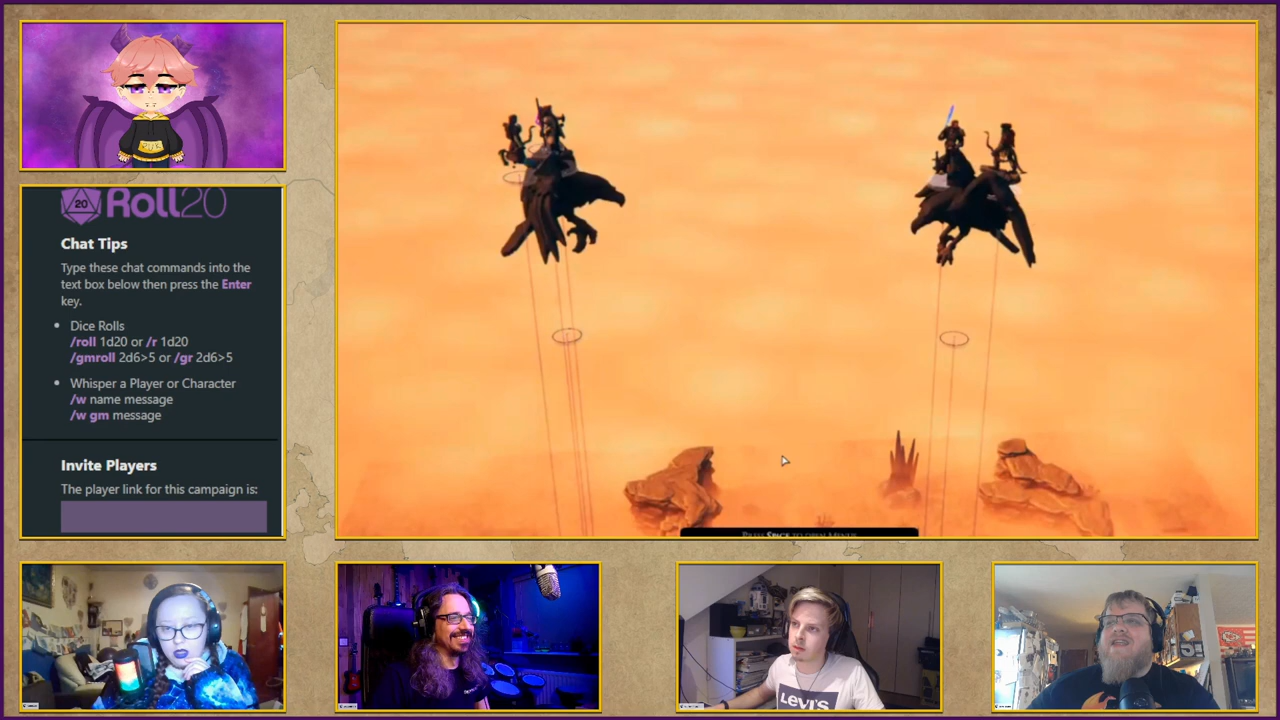 20 Roll20
Chat Tips
Type these chat commands into the
text box below then press the Enter
key.
Dice Rolls
/roll 1d20 or /r 1d20
/gmroll 2d6>5 or /gr 2d6>5
Whisper a Player or Character
/w name message
/w gm message
Invite Players
The player link for this campaign is:
LEVI'S